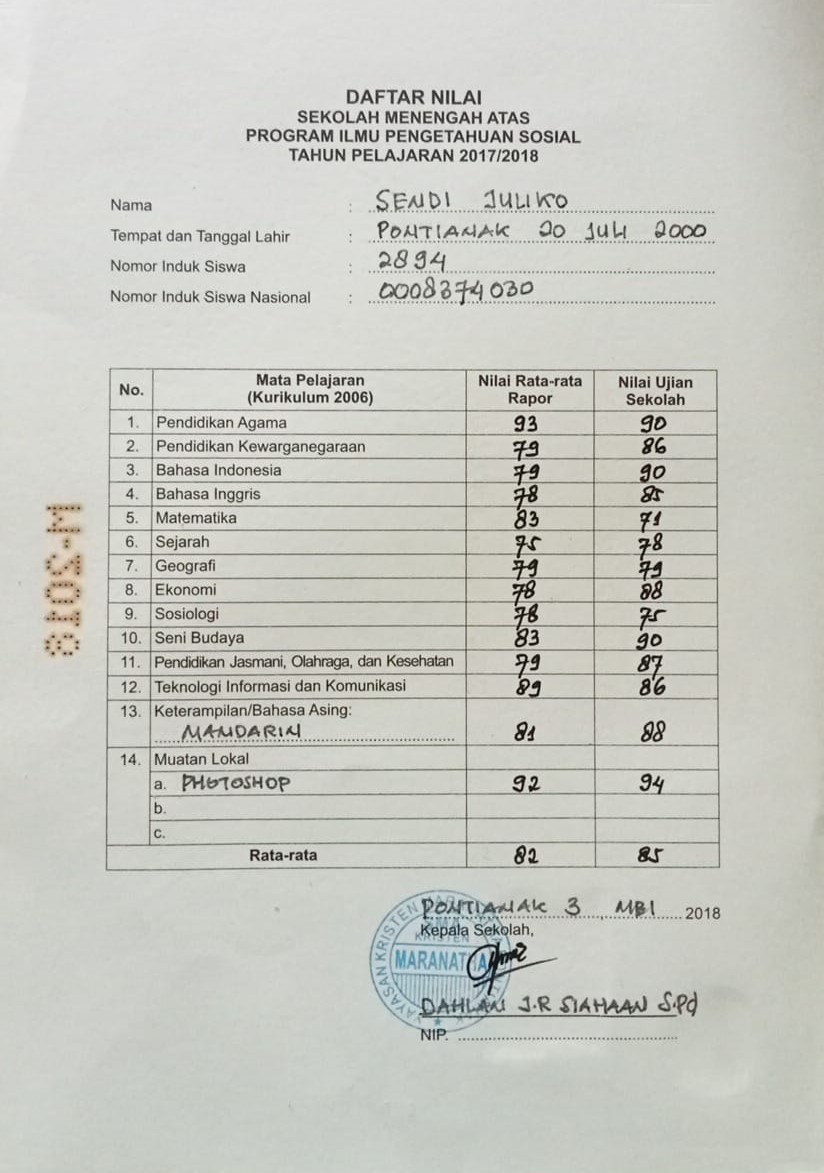 DAFTAR NILAI
SEKOLAH MENENGAH ATAS
PROGRAM ILMU PENGETAHUAN SOSIAL
TAHUN PELAJARAN 2017/2018
Nama : SENDI JULIKO
Tempat dan Tanggal Lahir : PONTIANAK 20 JULI 2000
Nomor Induk Siswa : 2894
Nomor Induk Siswa Nasional : 0008374030
No. Mata Pelajaran (Kurikulum 2006) Nilai Rata-rata Rapor Nilai Ujian Sekolah
1. Pendidikan Agama 93 90
2. Pendidikan Kewarganegaraan 79 86
3. Bahasa Indonesia 79 90
4. Bahasa Inggris 78 85
5. Matematika 83 71
6. Sejarah 75 78
7. Geografi 79 79
8. Ekonomi 78 88
9. Sosiologi 78 75
10. Seni Budaya 83 90
11. Pendidikan Jasmani, Olahraga, dan Kesehatan 79 87
12. Teknologi Informasi dan Komunikasi 89 86
13. Keterampilan/Bahasa Asing:
MANDARIN 81 88
14. Muatan Lokal
a. PHOTOSHOP 92 94
b.
c.
Rata-rata 82 85
M-2018
PONTIANAK 3, MEI 2018
Kepala Sekolah,
YAYASAN KRISTEN
MARANATHA
DAHLAN J.R SIAHAAN S.Pd
NIP.